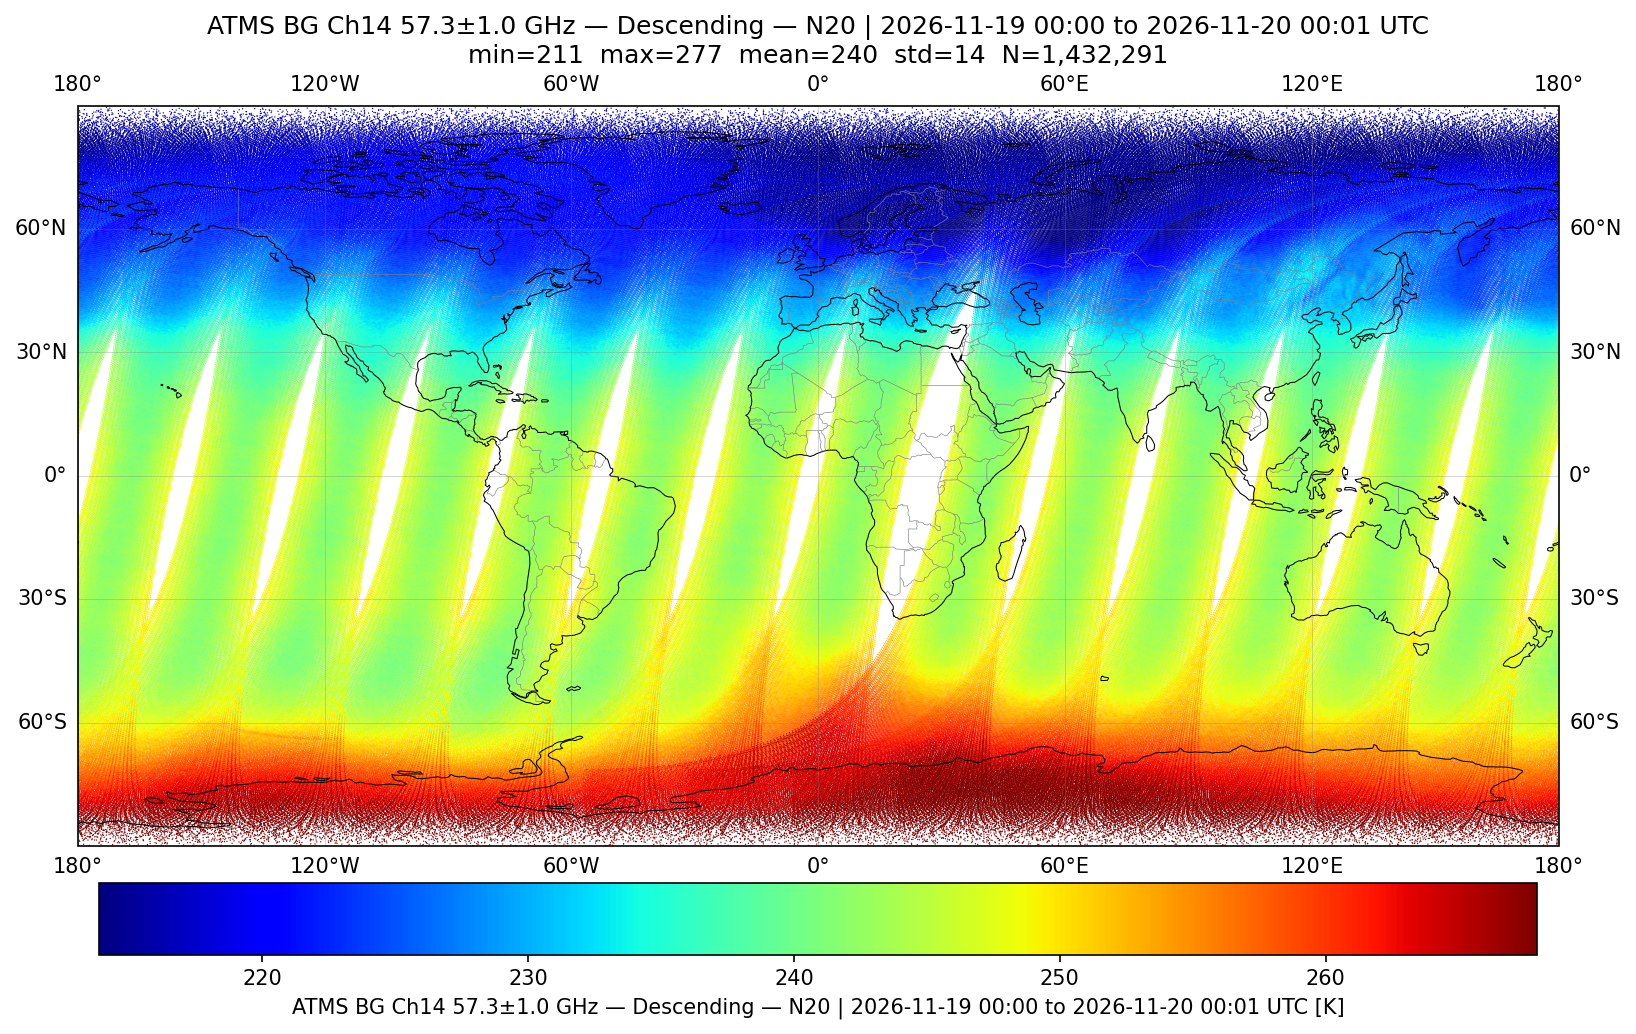 ATMS BG Ch14 57.3±1.0 GHz — Descending — N20 | 2026-11-19 00:00 to 2026-11-20 00:01 UTC
min=211 max=277 mean=240 std=14 N=1,432,291
180° 120°W 60°W 0° 60°E 120°E 180°
60°N 60°N
30°N 30°N
0° 0°
30°S 30°S
60°S 60°S
180° 120°W 60°W 0° 60°E 120°E 180°
220 230 240 250 260
ATMS BG Ch14 57.3±1.0 GHz — Descending — N20 | 2026-11-19 00:00 to 2026-11-20 00:01 UTC [K]